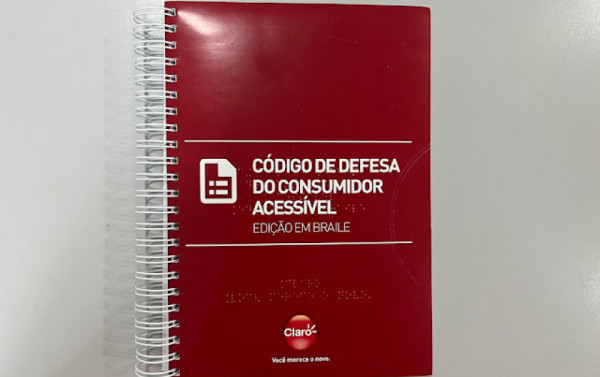 CÓDIGO DE DEFESA
DO CONSUMIDOR
ACESSÍVEL
EDIÇÃO EM BRAILE
Claro
Você merece o novo.